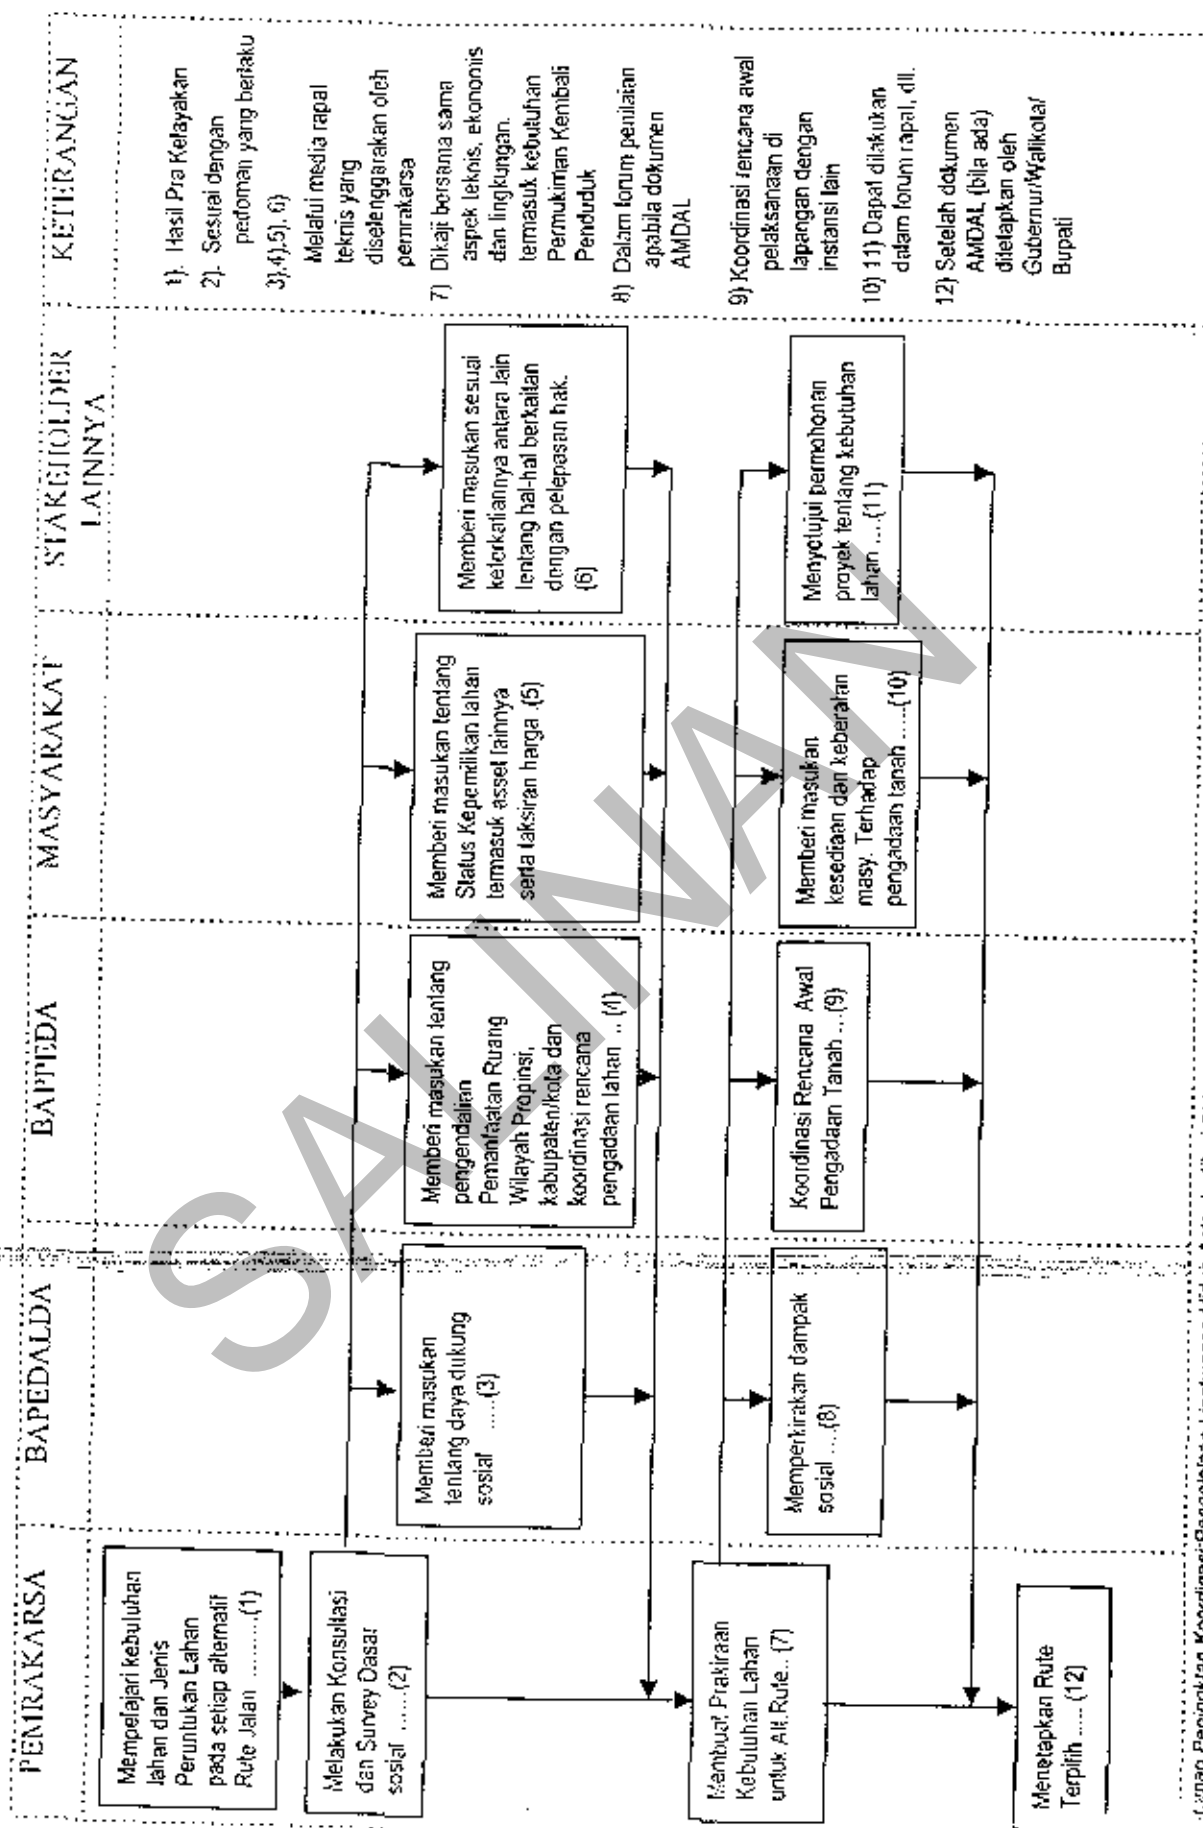 PEMRAKARSA
BAPEDALDA
BAPPEDA
MASYARAKAT
STAKEHOLDER
LAINNYA
KETERANGAN
Mempelajari kebutuhan
lahan dan Jenis
Peruntukan Lahan
pada setiap alternatif
Rute Jalan ..........(1)
Melakukan Konsultasi
dan Survey Dasar
sosial ......(2)
Memberi masukan
tentang daya dukung
sosial .....(3)
Memberi masukan tentang
pengendalian
Pemanfaatan Ruang
Wilayah Propinsi,
kabupaten/kota dan
koordinasi rencana
pengadaan lahan .. (4)
Memberi masukan tentang
Status Kepemilikan lahan
termasuk asset lainnya
serta taksiran harga .(5)
Memberi masukan sesuai
keterkaitannya antara lain
tentang hal-hal berkaitan
dengan pelepasan hak.
(6)
Membuat Prakiraan
Kebutuhan Lahan
untuk Alt.Rute.. (7)
Memperkirakan dampak
sosial ....(8)
Koordinasi Rencana Awal
Pengadaan Tanah ...(9)
Memberi masukan
kesediaan dan keberatan
masy. Terhadap
pengadaan tanah .....(10)
Menyetujui permohonan
proyek tentang kebutuhan
lahan ....(11)
Menetapkan Rute
Terpilih ..... (12)
1). Hasil Pra Kelayakan
2). Sesuai dengan
pedoman yang berlaku
3).4).5). 6)
Melalui media rapat
teknis yang
diselenggarakan oleh
pemrakarsa
7) Dikaji bersama sama
aspek teknis, ekonomis
dan lingkungan.
termasuk kebutuhan
Permukiman Kembali
Penduduk
8) Dalam forum penilaian
apabila dokumen
AMDAL
9) Koordinasi rencana awal
pelaksanaan di
lapangan dengan
instansi lain
10) 11) Dapat dilakukan
dalam forum rapat, dll.
12) Setelah dokumen
AMDAL (bila ada)
ditetapkan oleh
Gubernur/Walikota/
Bupati
SALINAN